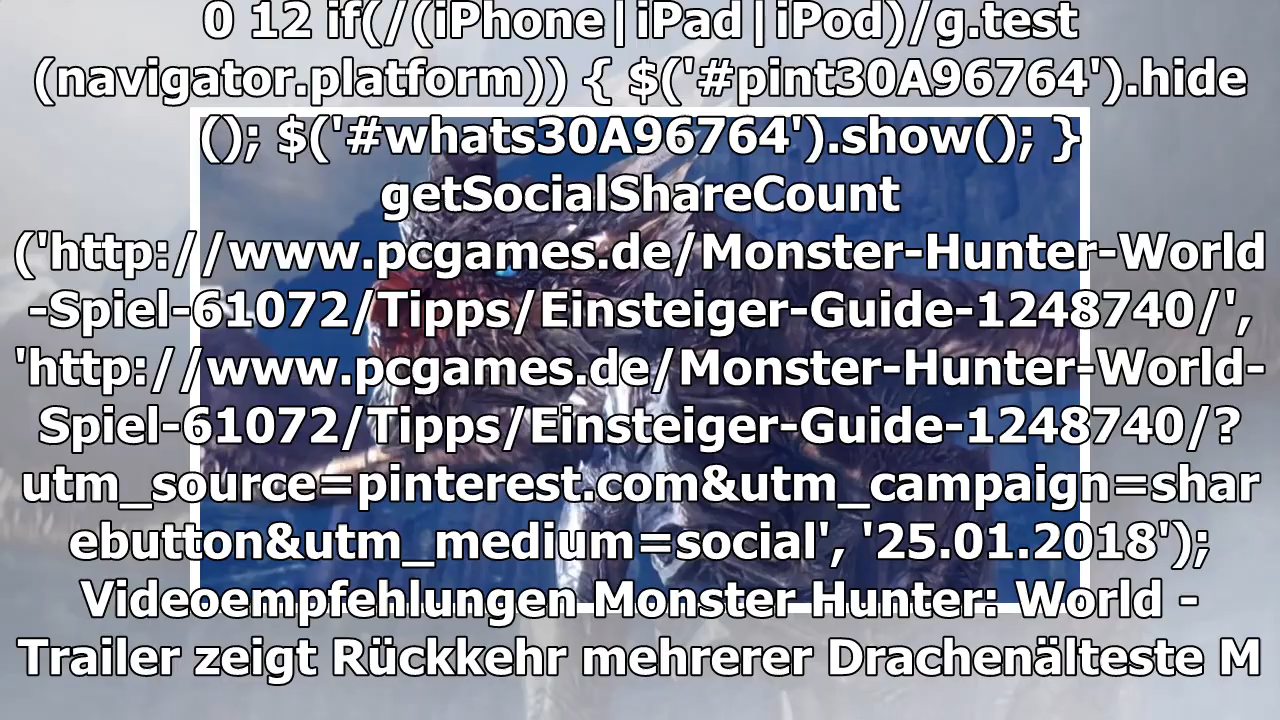 0 12 if(/(iPhone|iPad|iPod)/g.test
(navigator.platform)) { $('#pint30A96764').hide
(); $('#whats30A96764').show(); }
getSocialShareCount
('http://www.pcgames.de/Monster-Hunter-World
-Spiel-61072/Tipps/Einsteiger-Guide-1248740/',
'http://www.pcgames.de/Monster-Hunter-World-
Spiel-61072/Tipps/Einsteiger-Guide-1248740/?
utm_source=pinterest.com&utm_campaign=shar
ebutton&utm_medium=social', '25.01.2018');
Videoempfehlungen Monster Hunter: World -
Trailer zeigt Rückkehr mehrerer Drachenälteste M